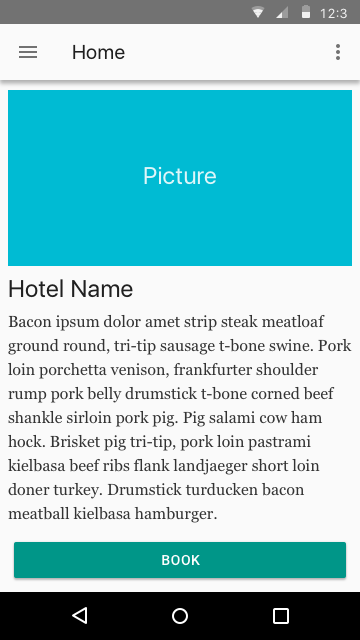 12:3
Home
Picture
Hotel Name
Bacon ipsum dolor amet strip steak meatloaf
ground round, tri-tip sausage t-bone swine. Pork
loin porchetta venison, frankfurter shoulder
rump pork belly drumstick t-bone corned beef
shankle sirloin pork pig. Pig salami cow ham
hock. Brisket pig tri-tip, pork loin pastrami
kielbasa beef ribs flank landjaeger short loin
doner turkey. Drumstick turducken bacon
meatball kielbasa hamburger.
BOOK